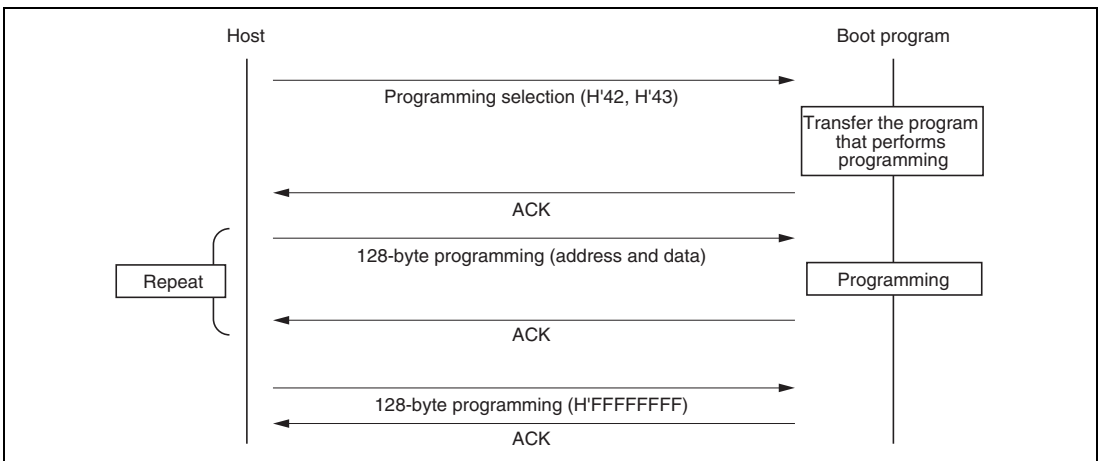 Host
Boot program
Programming selection (H'42, H'43)
Transfer the program
that performs
programming
ACK
128-byte programming (address and data)
Repeat
Programming
ACK
128-byte programming (H'FFFFFFFF)
ACK